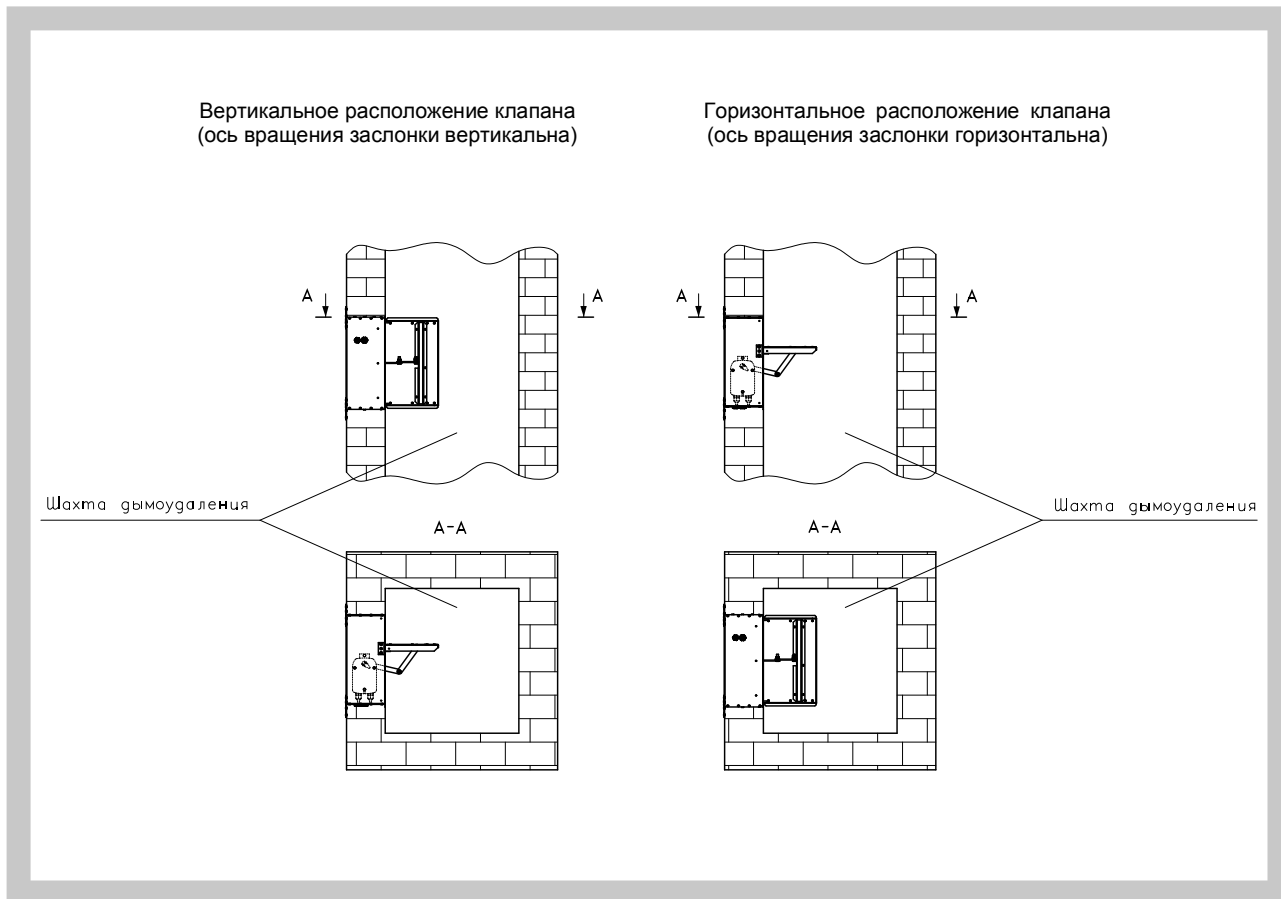 Вертикальное расположение клапана
(ось вращения заслонки вертикальна)
Горизонтальное расположение клапана
(ось вращения заслонки горизонтальна)
А А
А А
Шахта дымоудаления
Шахта дымоудаления
А-А
А-А